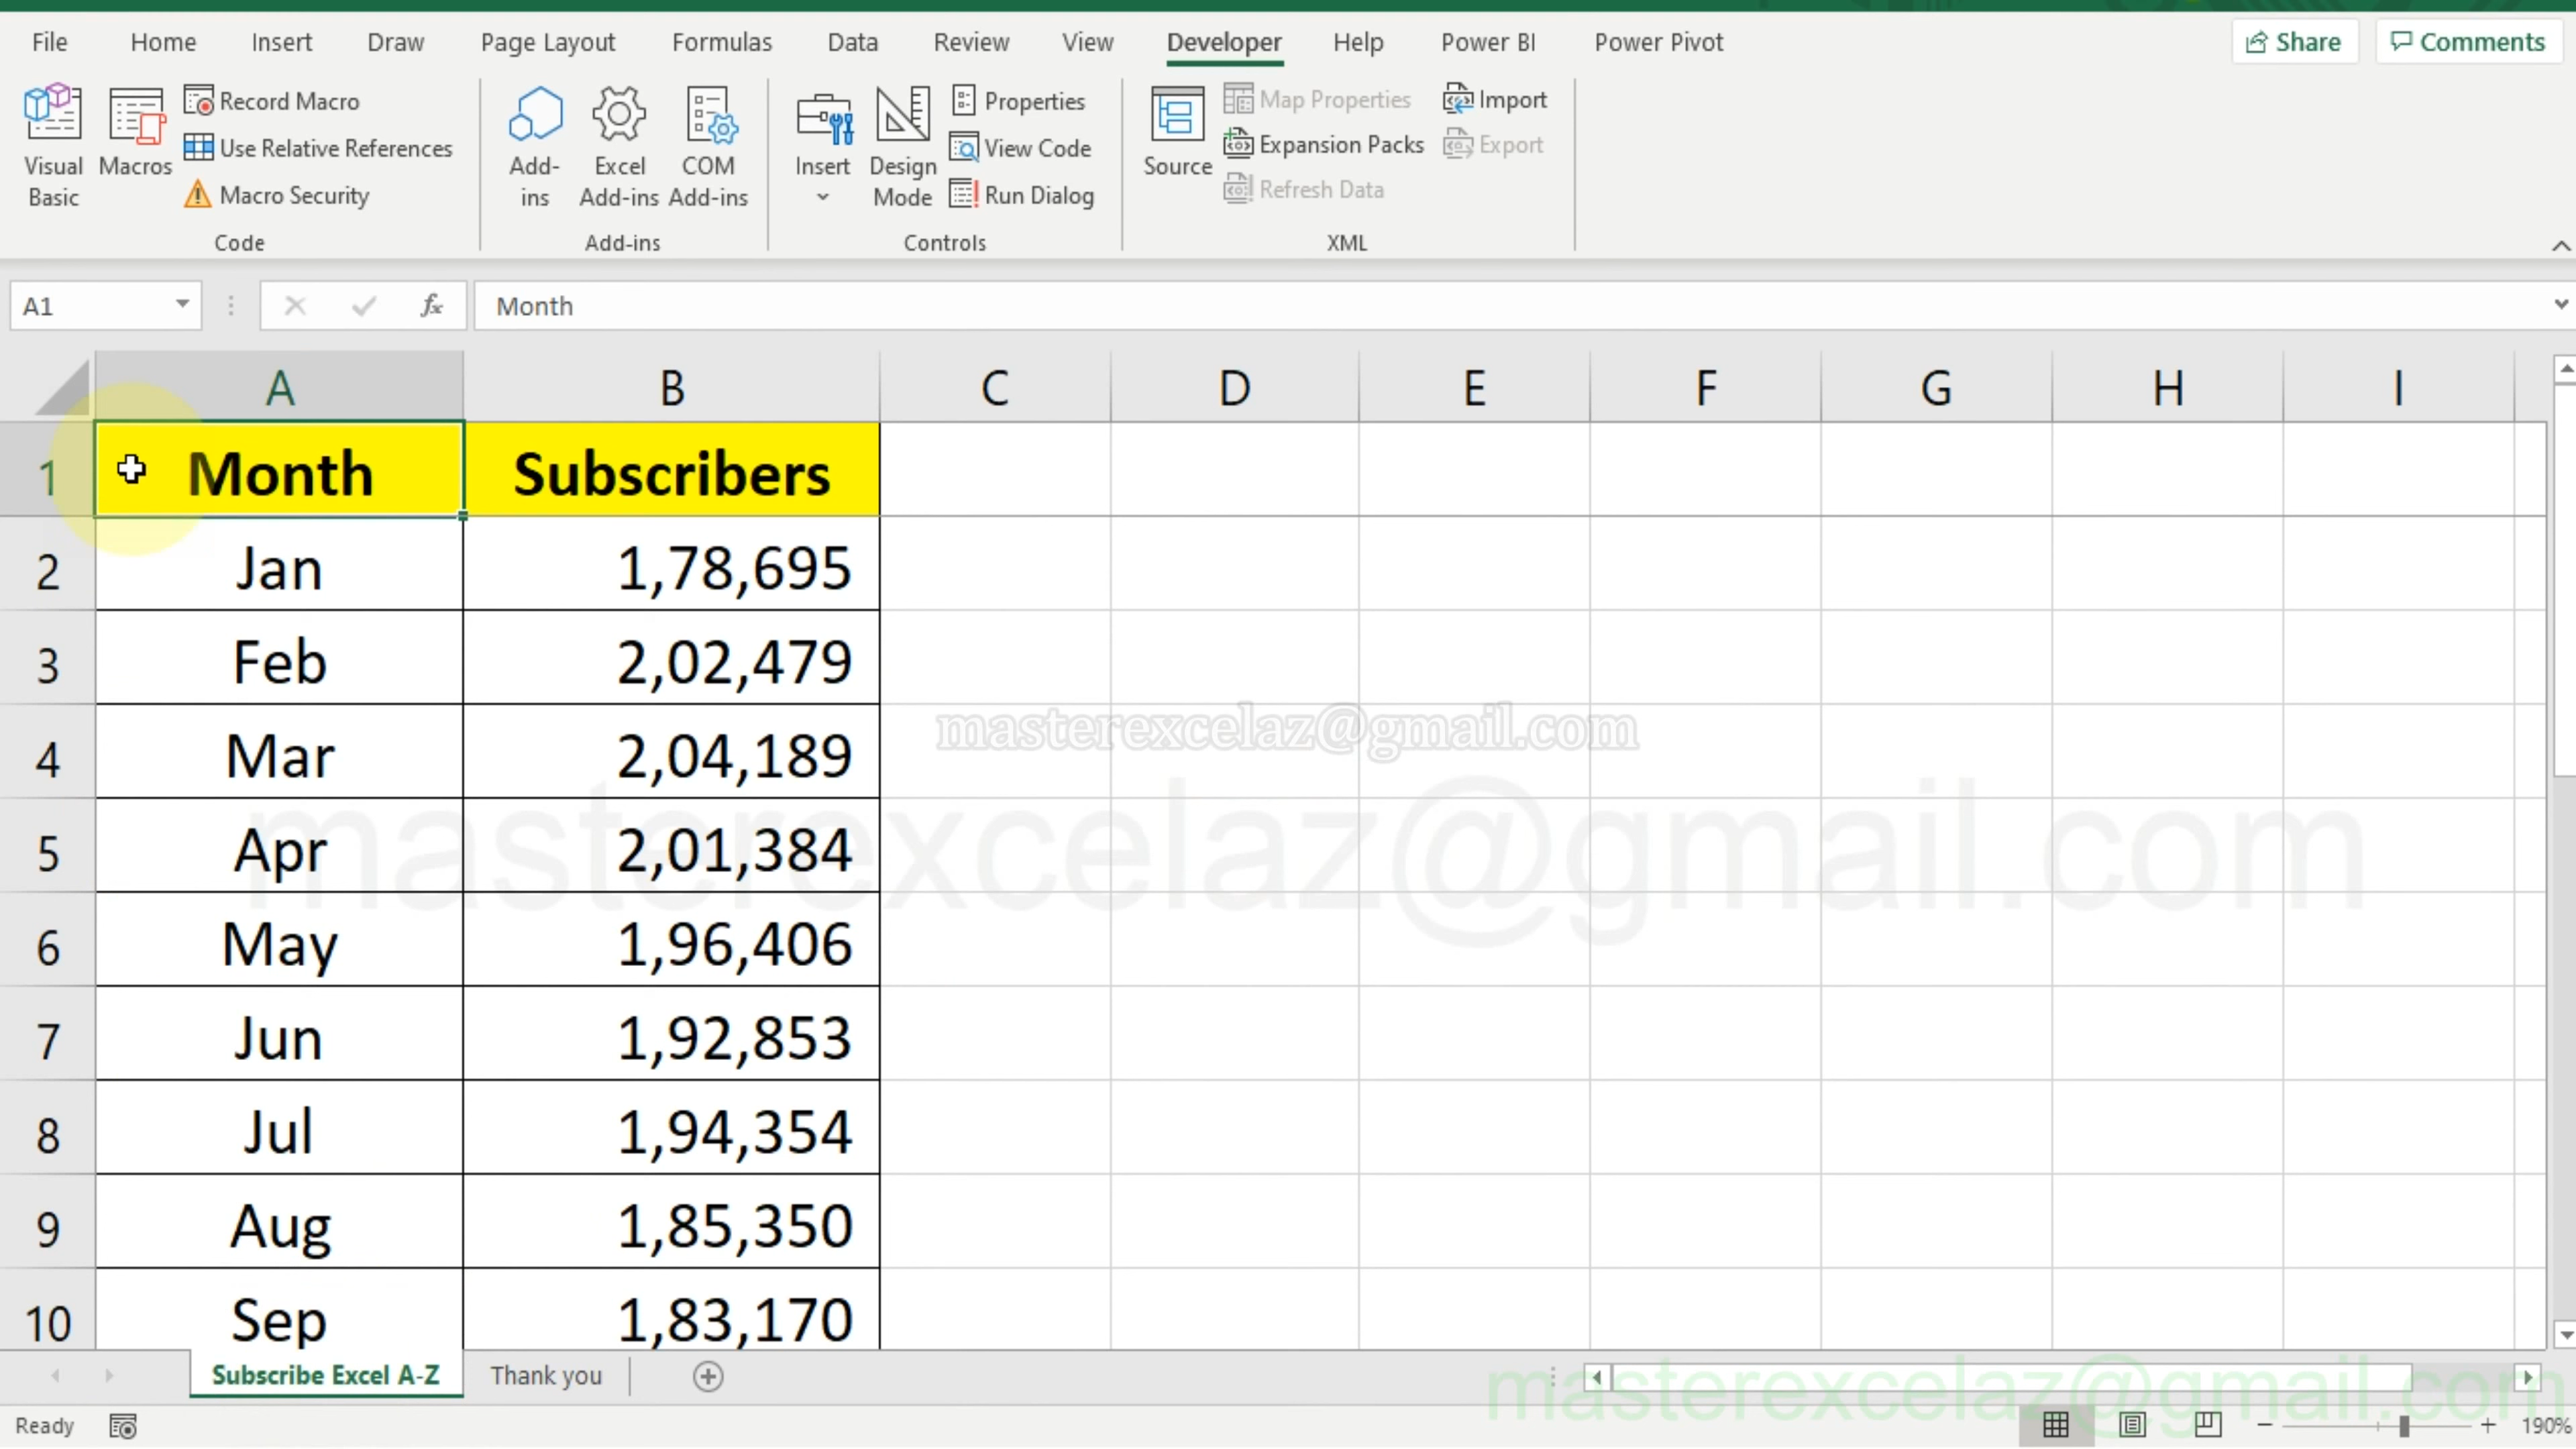 File Home Insert Draw Page Layout Formulas Data Review View Developer Help Power BI Power Pivot Share Comments
Visual Basic
Macros
Record Macro
Use Relative References
Macro Security
Code
Add-ins
Excel Add-ins
COM Add-ins
Add-ins
Insert
Design Mode
Properties
View Code
Run Dialog
Controls
Source
Map Properties
Expansion Packs
Refresh Data
Import
Export
XML
A1 fx Month
A B C D E F G H I
1 Month Subscribers
2 Jan 1,78,695
3 Feb 2,02,479
4 Mar 2,04,189
masterexcelaz@gmail.com
5 Apr 2,01,384
masterexcelaz@gmail.com
6 May 1,96,406
7 Jun 1,92,853
8 Jul 1,94,354
9 Aug 1,85,350
10 Sep 1,83,170
Subscribe Excel A-Z Thank you
masterexcelaz@gmail.com
Ready 190%